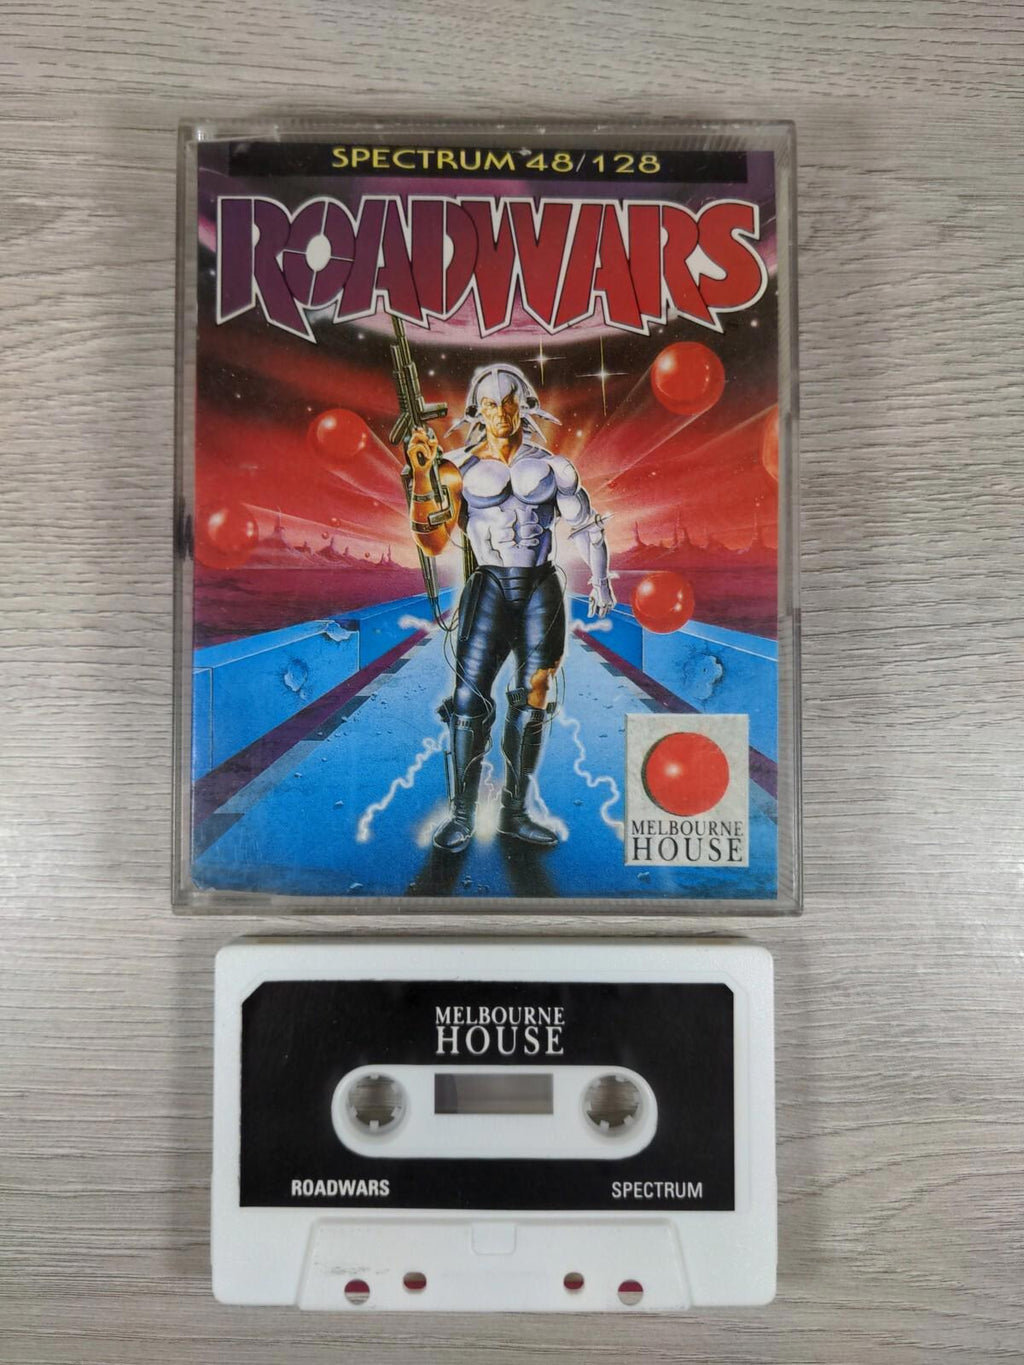 SPECTRUM 48/128
ROADWARS
MELBOURNE
HOUSE
MELBOURNE
HOUSE
ROADWARS
SPECTRUM